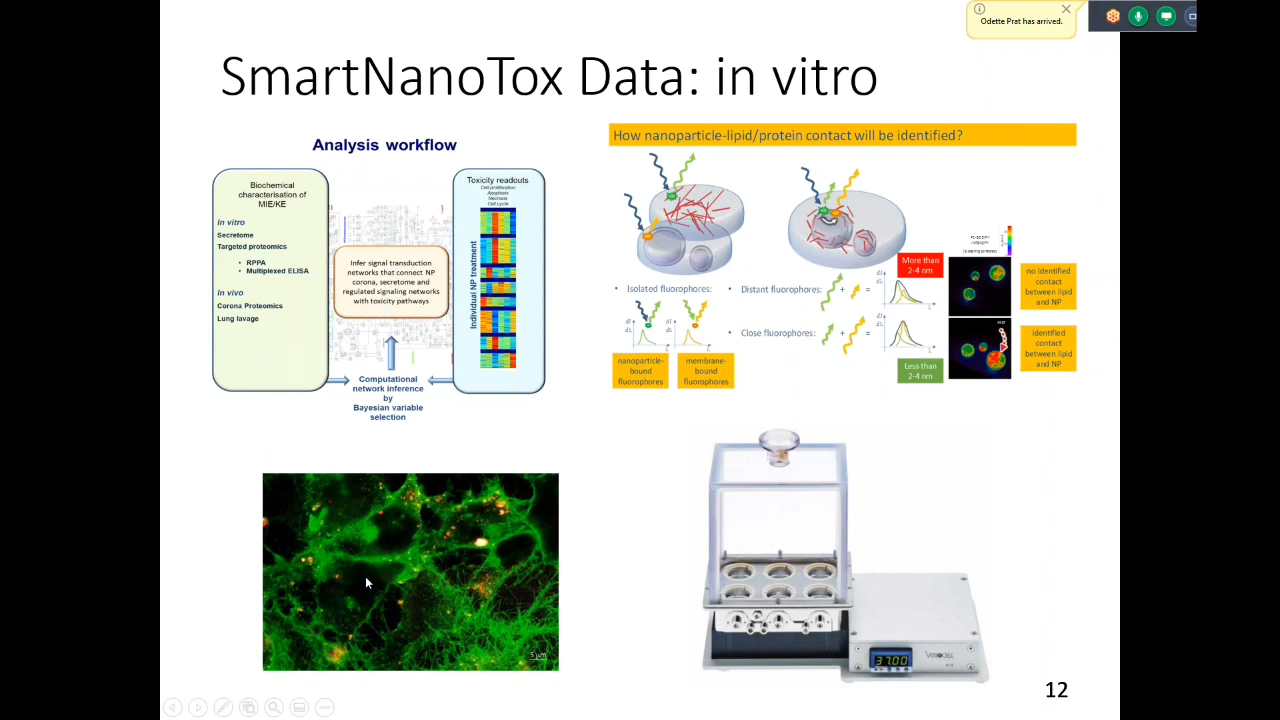 Odette Prat has arrived.
SmartNanoTox Data: in vitro
Analysis workflow
Biochemical
characterisation of
MIE/KE
In vitro
Secretome
Targeted proteomics
• RPPA
• Multiplexed ELISA
In vivo
Corona Proteomics
Lung lavage
Infer signal transduction
networks that connect NP
corona, secretome and
regulated signaling networks
with toxicity pathways
Computational
network inference
by
Bayesian variable
selection
Toxicity readouts
Cell proliferation
Apoptosis
Necrosis
Cell cycle
Individual NP treatment
How nanoparticle-lipid/protein contact will be identified?
• Isolated fluorophores:
nanoparticle-
bound
fluorophores
membrane-
bound
fluorophores
• Distant fluorophores:
+ =
• Close fluorophores:
+ =
More than
2-4 nm
Less than
2-4 nm
no identified
contact
between lipid
and NP
identified
contact
between lipid
and NP
5 µm
37.00
12